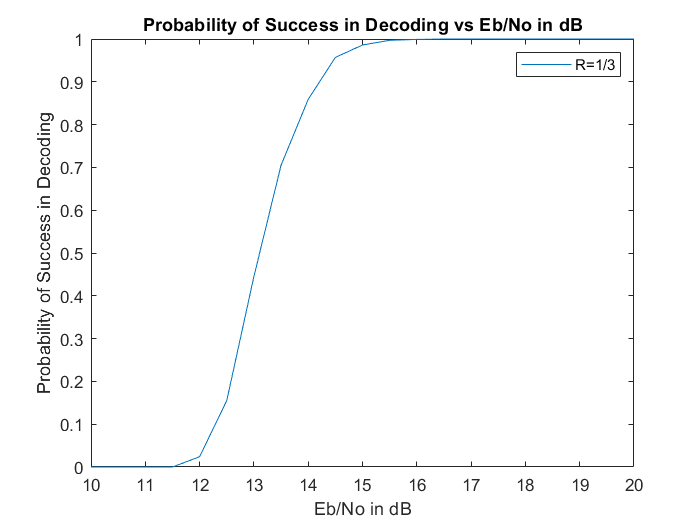 Probability of Success in Decoding vs Eb/No in dB
R=1/3
Probability of Success in Decoding
1
0.9
0.8
0.7
0.6
0.5
0.4
0.3
0.2
0.1
0
10 11 12 13 14 15 16 17 18 19 20
Eb/No in dB